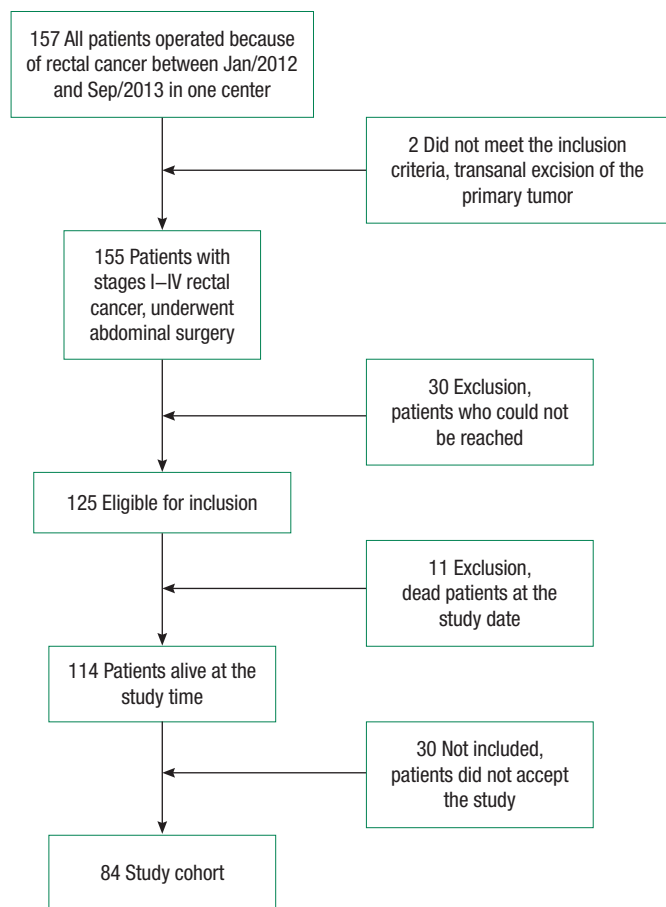 157 All patients operated because
of rectal cancer between Jan/2012
and Sep/2013 in one center
2 Did not meet the inclusion
criteria, transanal excision of the
primary tumor
155 Patients with
stages I–IV rectal
cancer, underwent
abdominal surgery
30 Exclusion,
patients who could not
be reached
125 Eligible for inclusion
11 Exclusion,
dead patients at the
study date
114 Patients alive at the
study time
30 Not included,
patients did not accept
the study
84 Study cohort